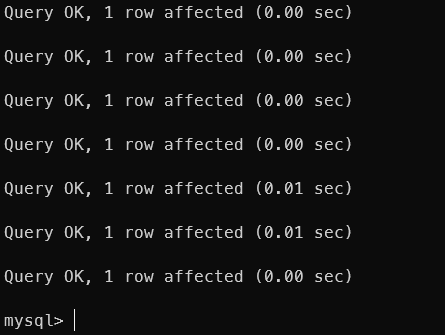 Query OK, 1 row affected (0.00 sec)
Query OK, 1 row affected (0.00 sec)
Query OK, 1 row affected (0.00 sec)
Query OK, 1 row affected (0.00 sec)
Query OK, 1 row affected (0.01 sec)
Query OK, 1 row affected (0.01 sec)
Query OK, 1 row affected (0.00 sec)
mysql>